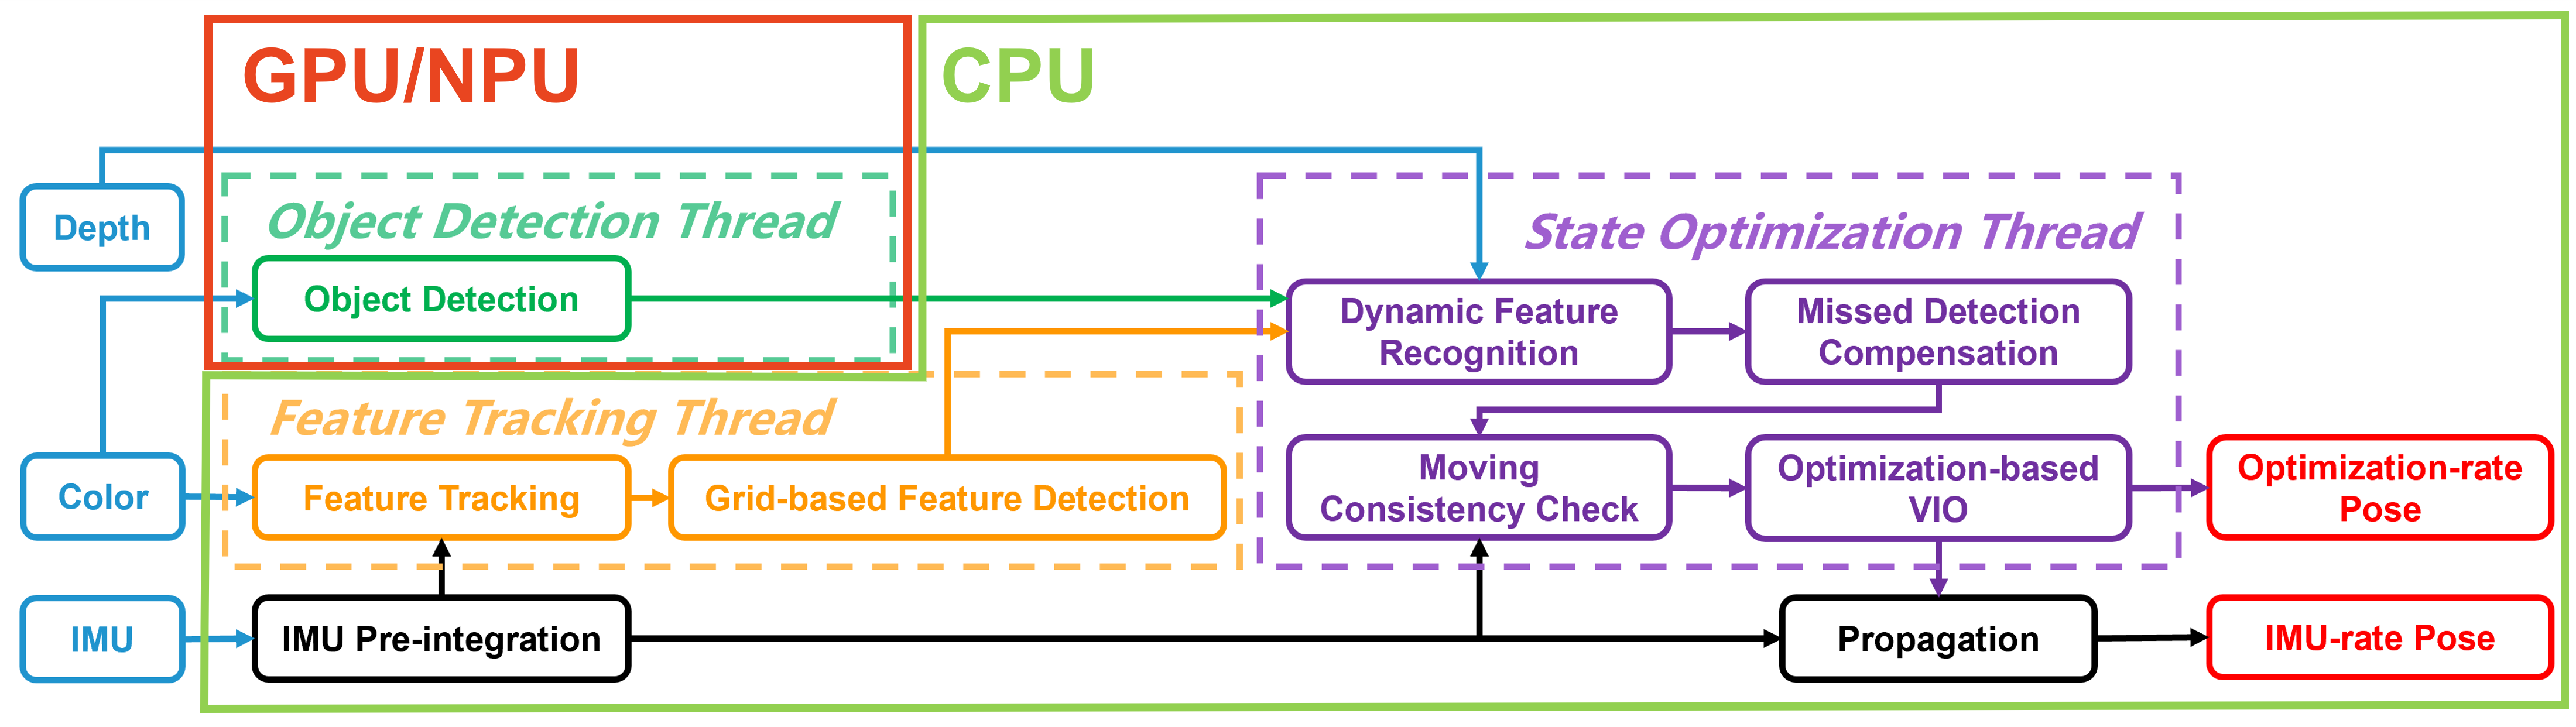 GPU/NPU
CPU
Depth
Object Detection Thread
Object Detection
State Optimization Thread
Dynamic Feature
Recognition
Missed Detection
Compensation
Feature Tracking Thread
Color
Feature Tracking
Grid-based Feature Detection
Moving
Consistency Check
Optimization-based
VIO
Optimization-rate
Pose
IMU
IMU Pre-integration
Propagation
IMU-rate Pose